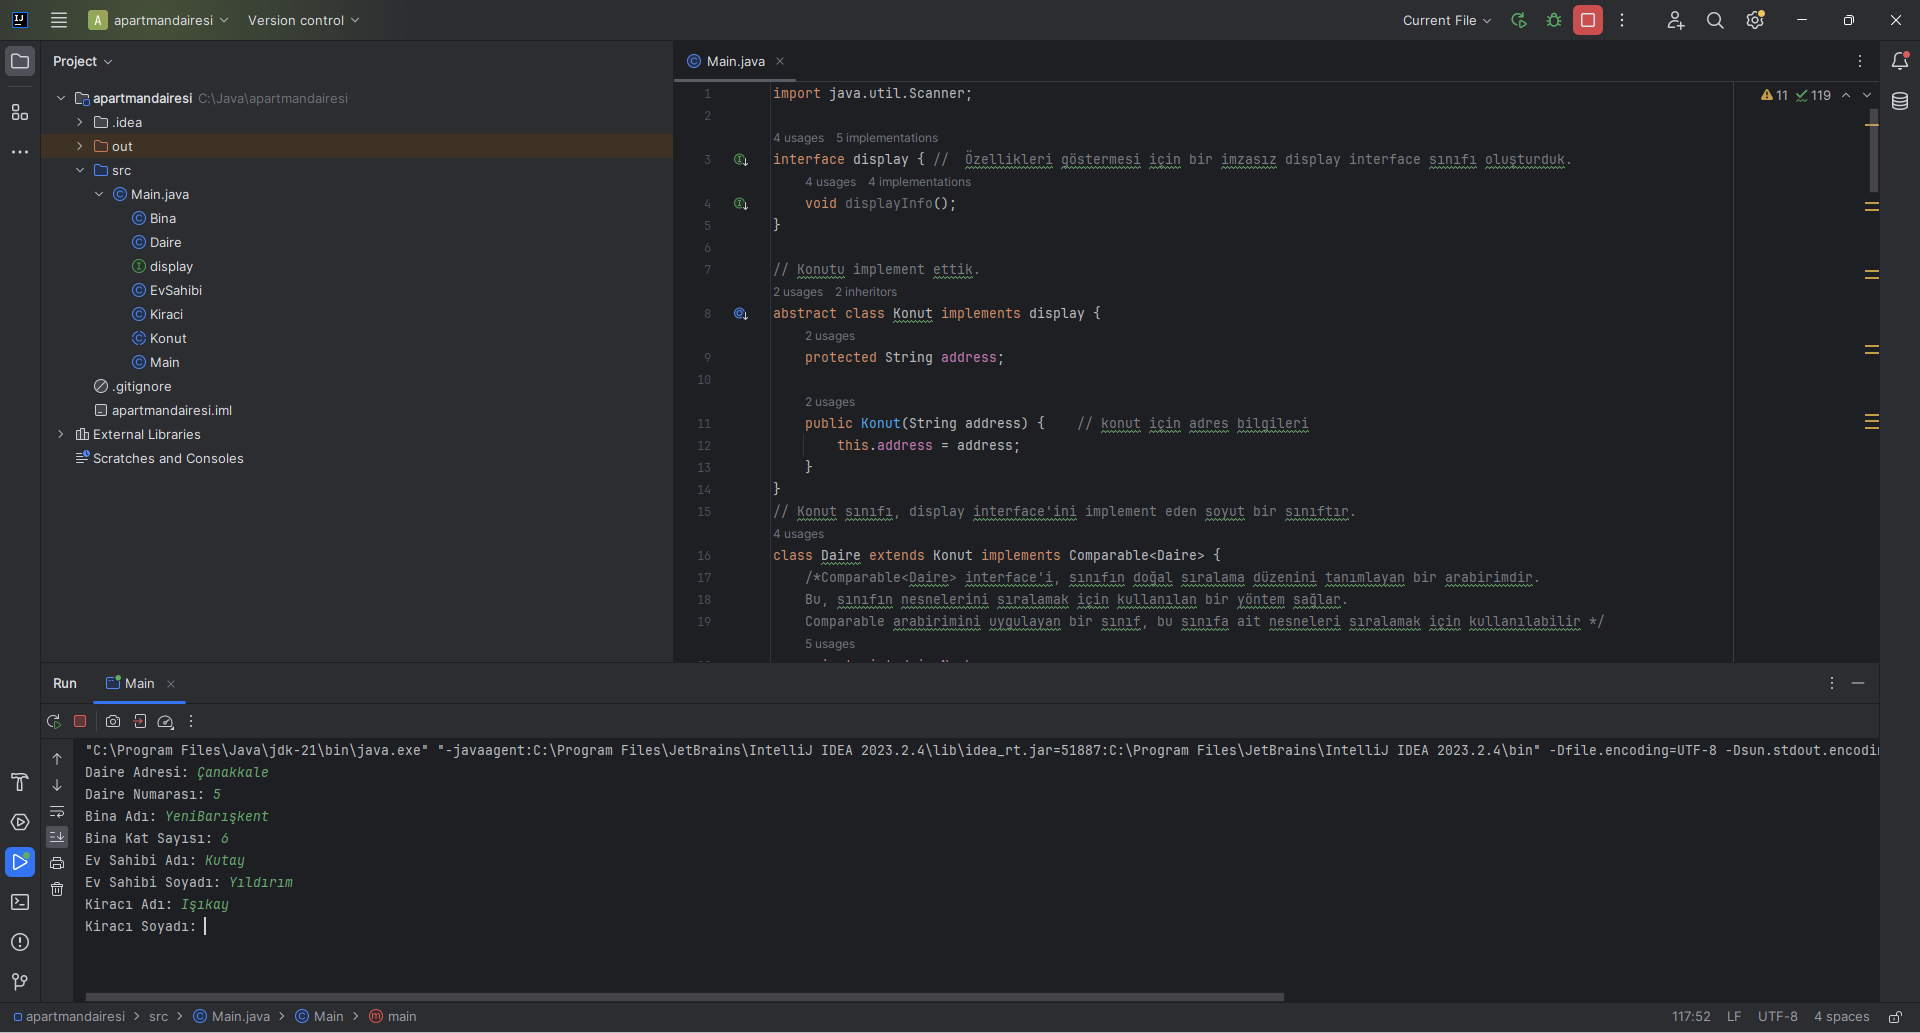 apartmandairesi Version control Current File
Project
Main.java
apartmandairesi C:\Java\apartmandairesi
.idea
out
src
Main.java
Bina
Daire
display
EvSahibi
Kiraci
Konut
Main
.gitignore
apartmandairesi.iml
External Libraries
Scratches and Consoles
11 119
1 import java.util.Scanner;
2
4 usages 5 implementations
3 interface display { // Özellikleri göstermesi için bir imzasız display interface sınıfı oluşturduk.
4 usages 4 implementations
4 void displayInfo();
5 }
6
7 // Konutu implement ettik.
2 usages 2 inheritors
8 abstract class Konut implements display {
2 usages
9 protected String address;
10
2 usages
11 public Konut(String address) { // konut için adres bilgileri
12 this.address = address;
13 }
14 }
15 // Konut sınıfı, display interface'ini implement eden soyut bir sınıftır.
4 usages
16 class Daire extends Konut implements Comparable<Daire> {
17 /*Comparable<Daire> interface'i, sınıfın doğal sıralama düzenini tanımlayan bir arabirimdir.
18 Bu, sınıfın nesnelerini sıralamak için kullanılan bir yöntem sağlar.
19 Comparable arabirimini uygulayan bir sınıf, bu sınıfa ait nesneleri sıralamak için kullanılabilir */
5 usages
Run Main
"C:\Program Files\Java\jdk-21\bin\java.exe" "-javaagent:C:\Program Files\JetBrains\IntelliJ IDEA 2023.2.4\lib\idea_rt.jar=51887:C:\Program Files\JetBrains\IntelliJ IDEA 2023.2.4\bin" -Dfile.encoding=UTF-8 -Dsun.stdout.encodin
Daire Adresi: Çanakkale
Daire Numarası: 5
Bina Adı: YeniBarışkent
Bina Kat Sayısı: 6
Ev Sahibi Adı: Kutay
Ev Sahibi Soyadı: Yıldırım
Kiracı Adı: Işıkay
Kiracı Soyadı:
apartmandairesi > src > Main.java > Main > main 117:52 LF UTF-8 4 spaces